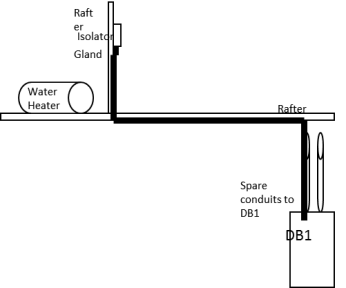 Raft
er
Isolator
Gland
Water
Heater
Rafter
Spare
conduits to
DB1
DB1